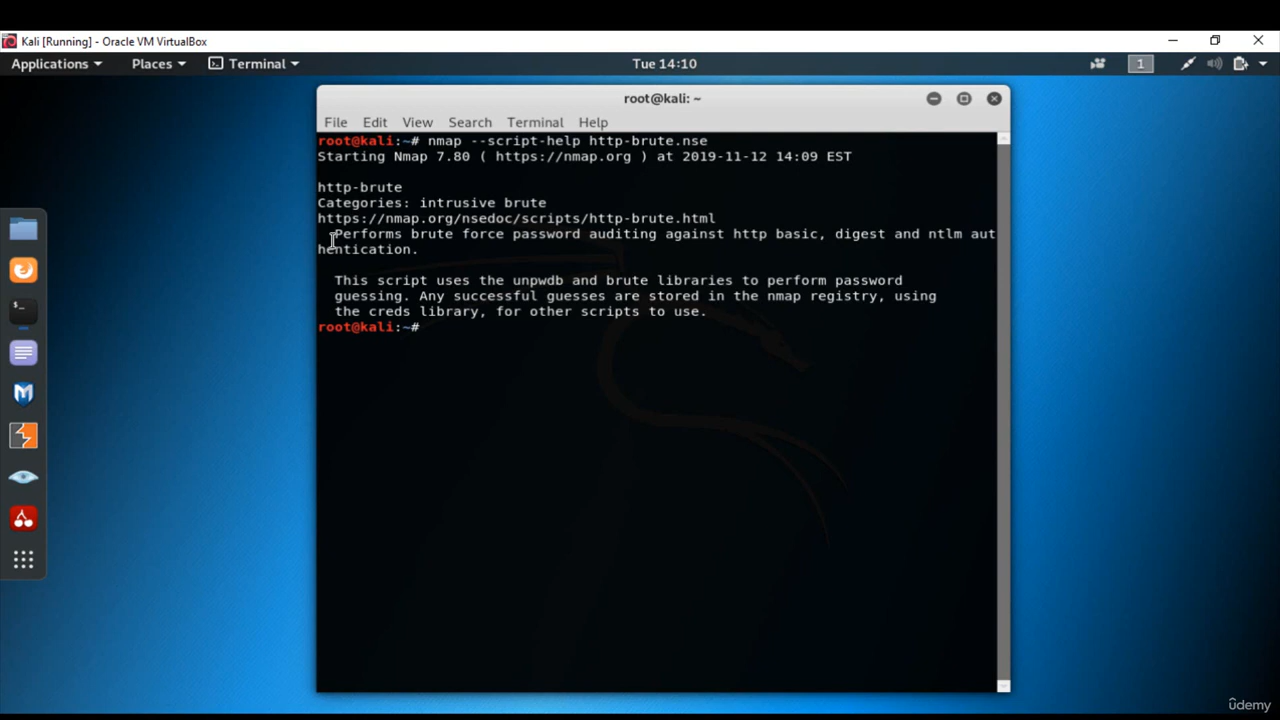 Kali [Running] - Oracle VM VirtualBox
Applications Places Terminal Tue 14:10 1
root@kali: ~
File Edit View Search Terminal Help
root@kali:~# nmap --script-help http-brute.nse
Starting Nmap 7.80 ( https://nmap.org ) at 2019-11-12 14:09 EST
http-brute
Categories: intrusive brute
https://nmap.org/nsedoc/scripts/http-brute.html
Performs brute force password auditing against http basic, digest and ntlm aut
hentication.
This script uses the unpwdb and brute libraries to perform password
guessing. Any successful guesses are stored in the nmap registry, using
the creds library, for other scripts to use.
root@kali:~#
ûdemy